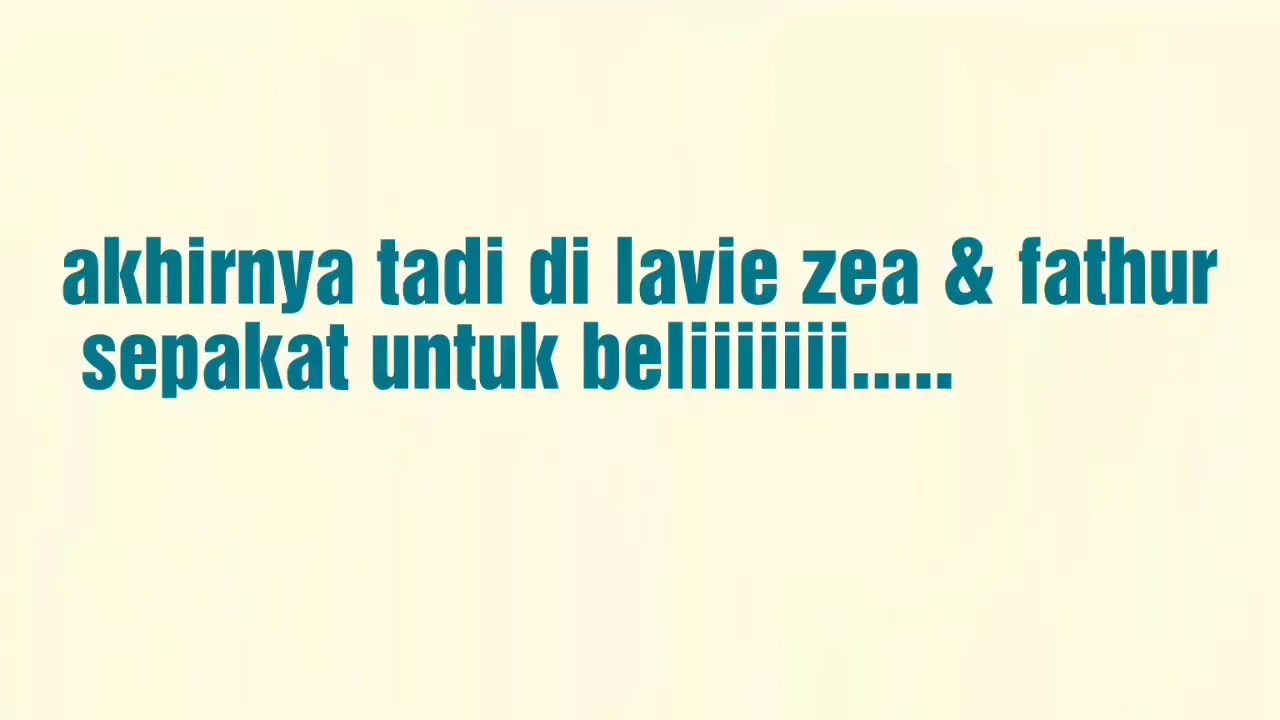 akhirnya tadi di lavie zea & fathur
sepakat untuk beliiiiiii.....